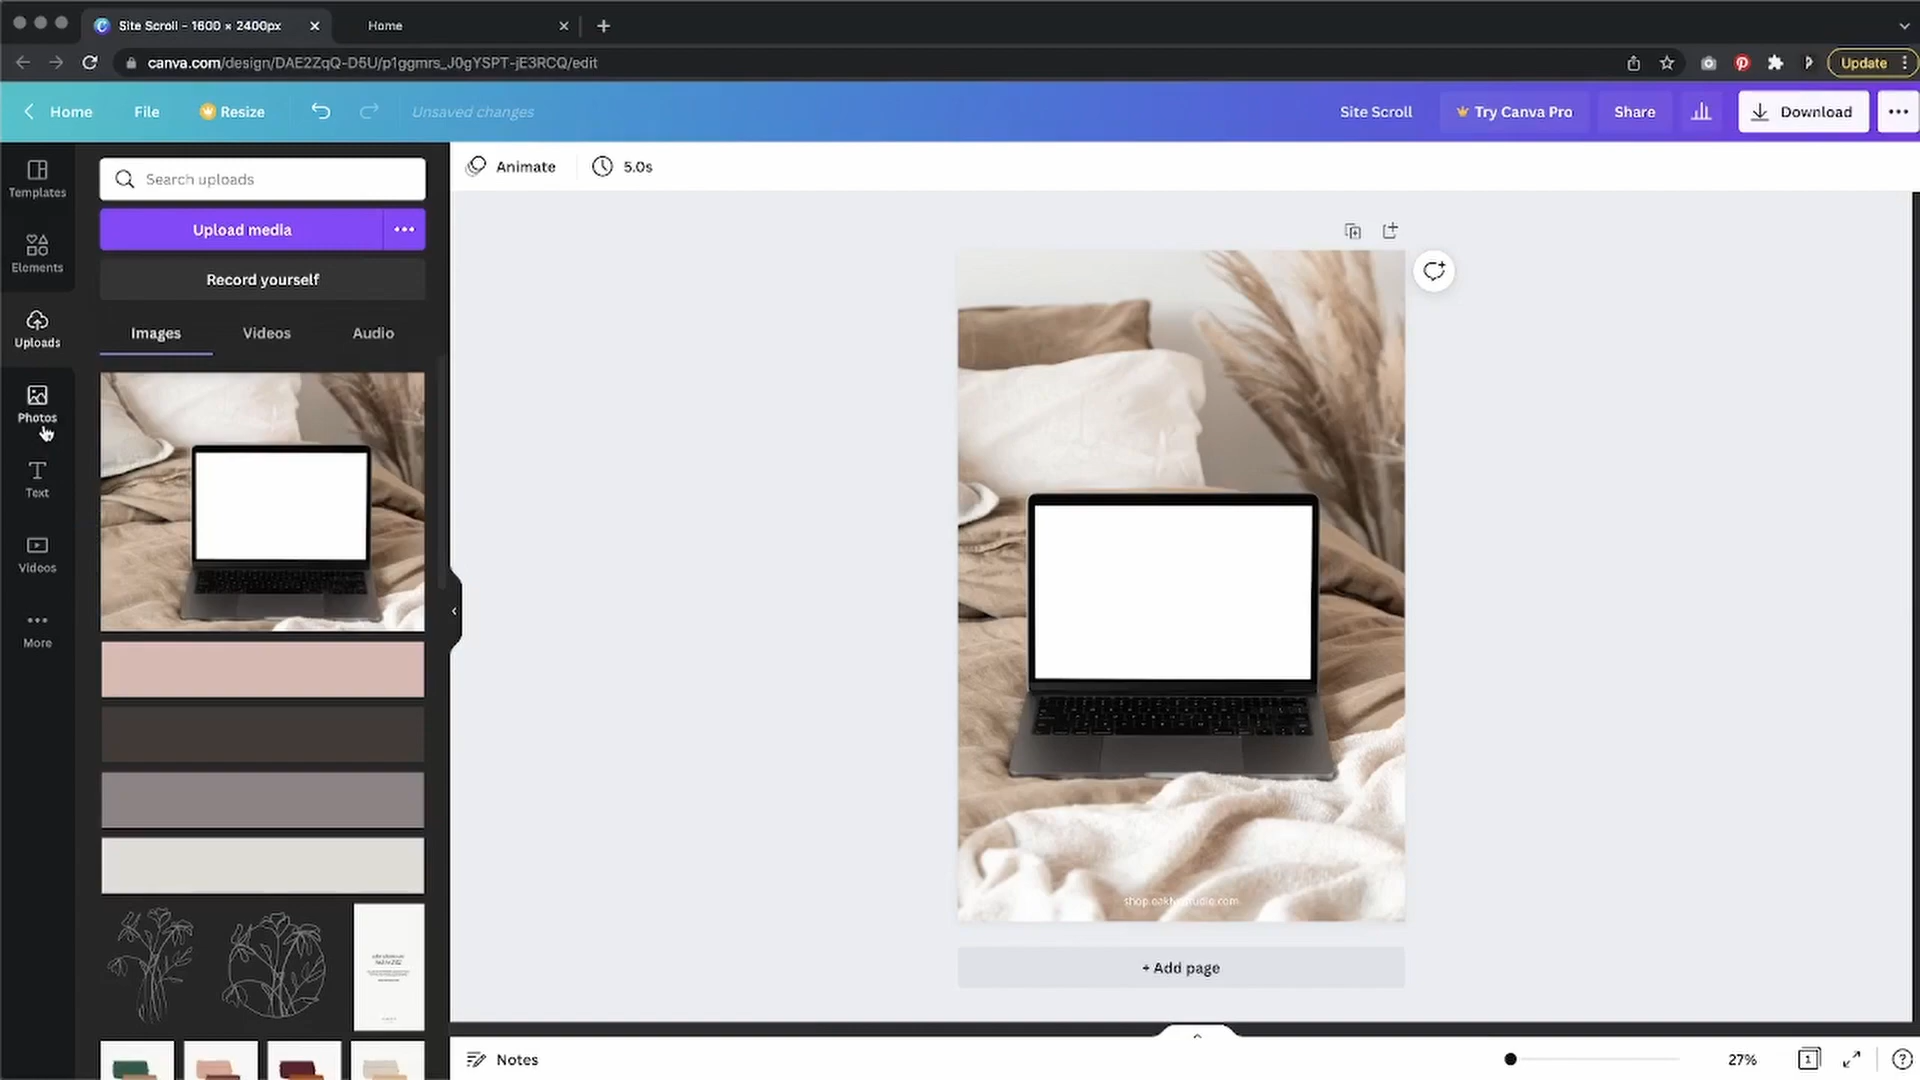 Site Scroll - 1600 × 2400px
Home
canva.com/design/DAE2ZqQ-D5U/p1ggmrs_J0gYSPT-jE3RCQ/edit
Update
Home
File
Resize
Unsaved changes
Site Scroll
Try Canva Pro
Share
Download
Templates
Elements
Uploads
Photos
Text
Videos
More
Search uploads
Upload media
Record yourself
Images
Videos
Audio
Animate
5.0s
+ Add page
Notes
27%
1